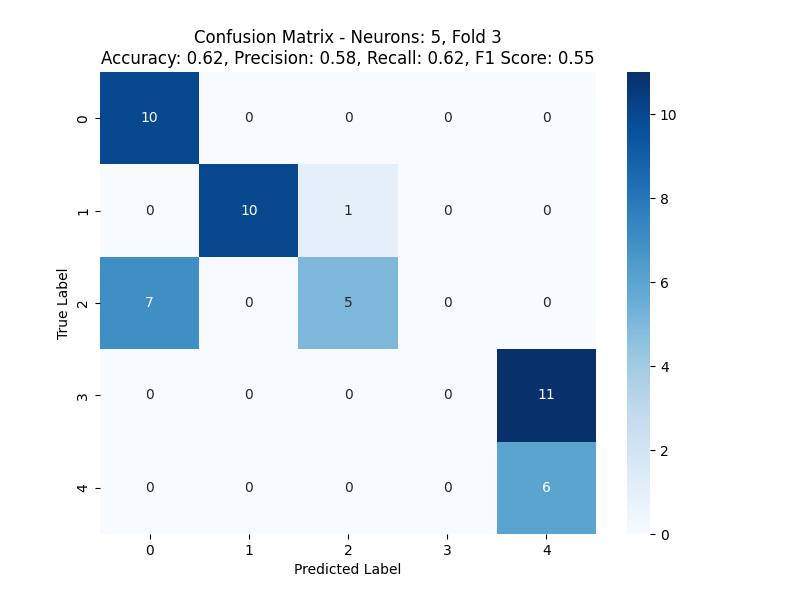 Confusion Matrix - Neurons: 5, Fold 3
Accuracy: 0.62, Precision: 0.58, Recall: 0.62, F1 Score: 0.55
True Label
0 10 0 0 0 0
1 0 10 1 0 0
2 7 0 5 0 0
3 0 0 0 0 11
4 0 0 0 0 6
0 1 2 3 4
Predicted Label
10
8
6
4
2
0